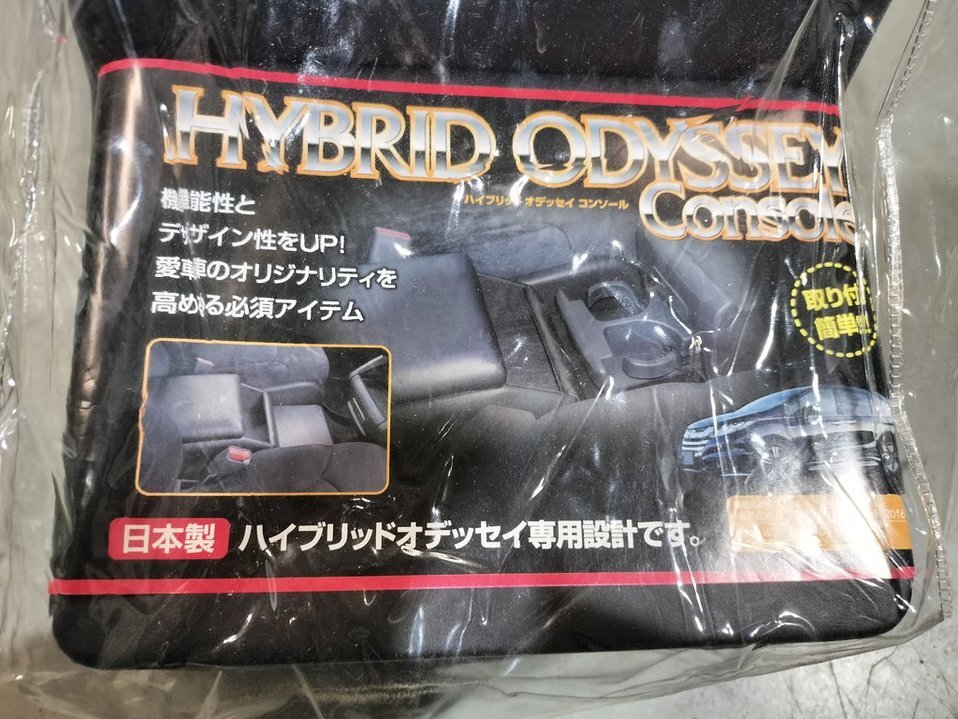 HYBRID ODYSSEY
Console
ハイブリッド オデッセイ コンソール
機能性と
デザイン性をUP!
愛車のオリジナリティを
高める必須アイテム
取り付
簡単
日本製 ハイブリッドオデッセイ専用設計です。